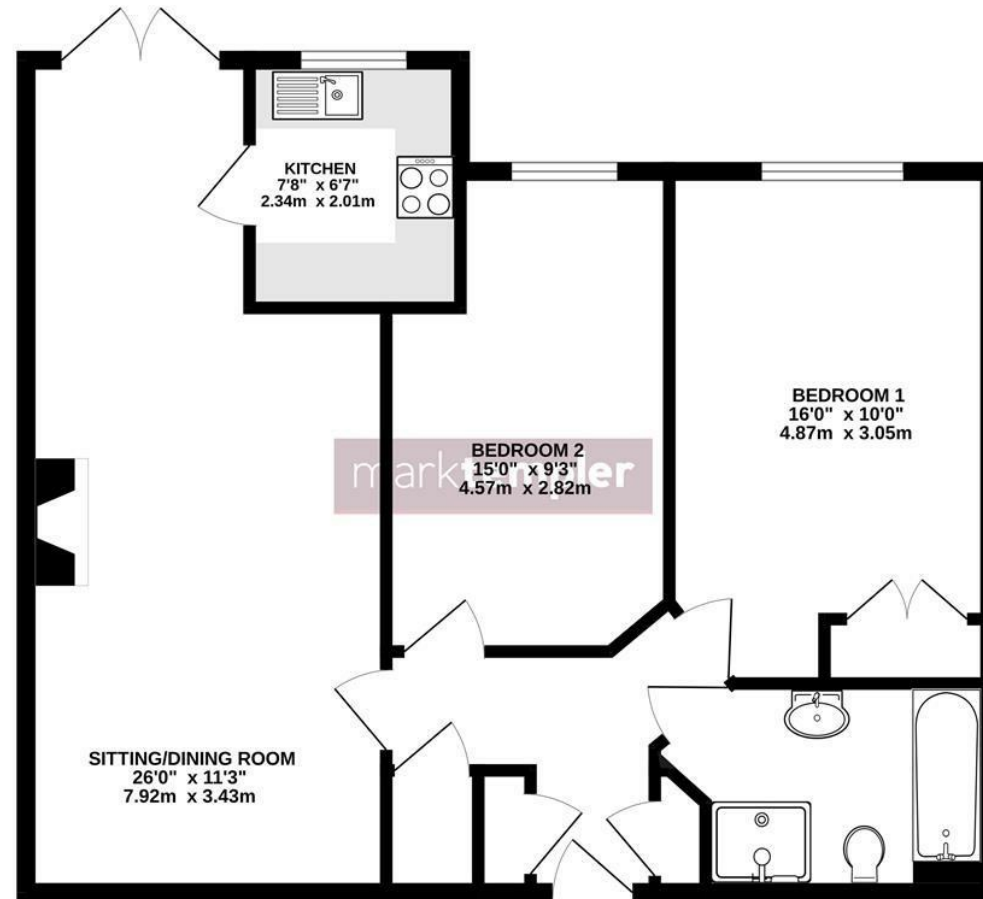 KITCHEN
7'8" x 6'7"
2.34m x 2.01m
BEDROOM 1
16'0" x 10'0"
4.87m x 3.05m
BEDROOM 2
15'0" x 9'3"
4.57m x 2.82m
marktempler
SITTING/DINING ROOM
26'0" x 11'3"
7.92m x 3.43m